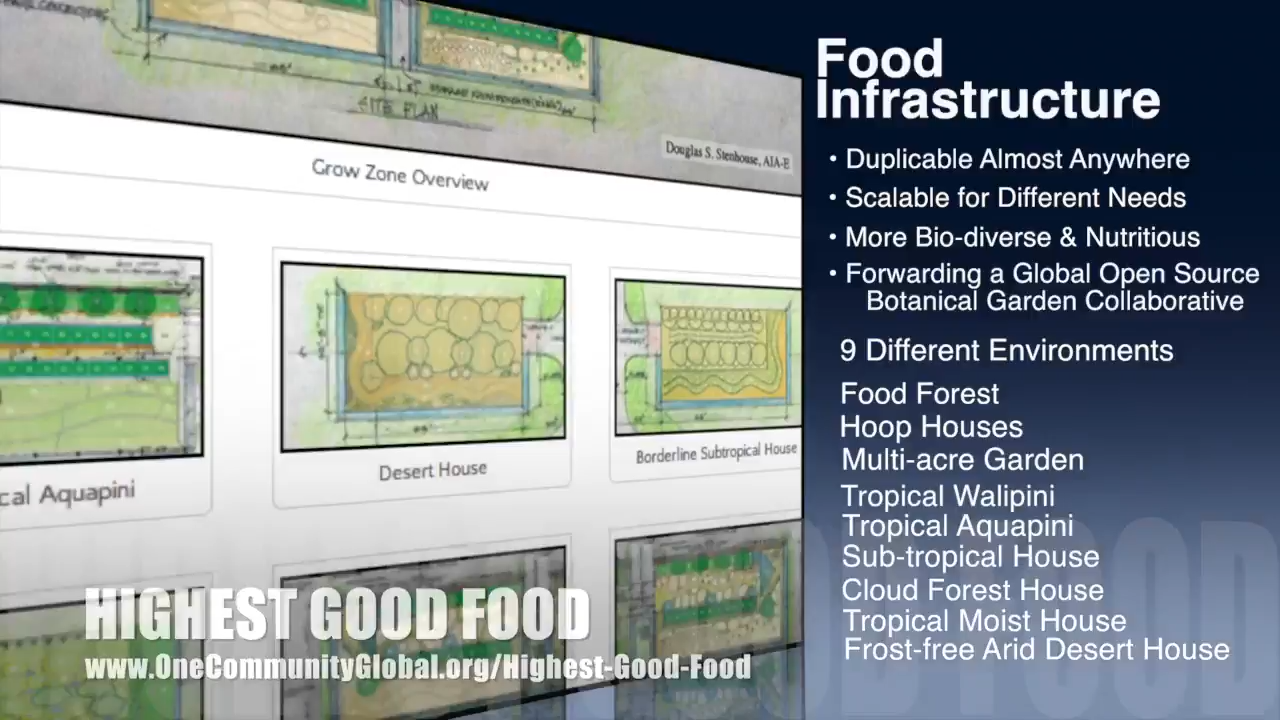 SITE PLAN
Douglas S. Stenhouse, AIA-E
Grow Zone Overview
cal Aquapini
Desert House
Borderline Subtropical House
HIGHEST GOOD FOOD
www.OneCommunityGlobal.org/Highest-Good-Food
Food
Infrastructure
• Duplicable Almost Anywhere
• Scalable for Different Needs
• More Bio-diverse & Nutritious
• Forwarding a Global Open Source
Botanical Garden Collaborative
9 Different Environments
Food Forest
Hoop Houses
Multi-acre Garden
Tropical Walipini
Tropical Aquapini
Sub-tropical House
Cloud Forest House
Tropical Moist House
Frost-free Arid Desert House